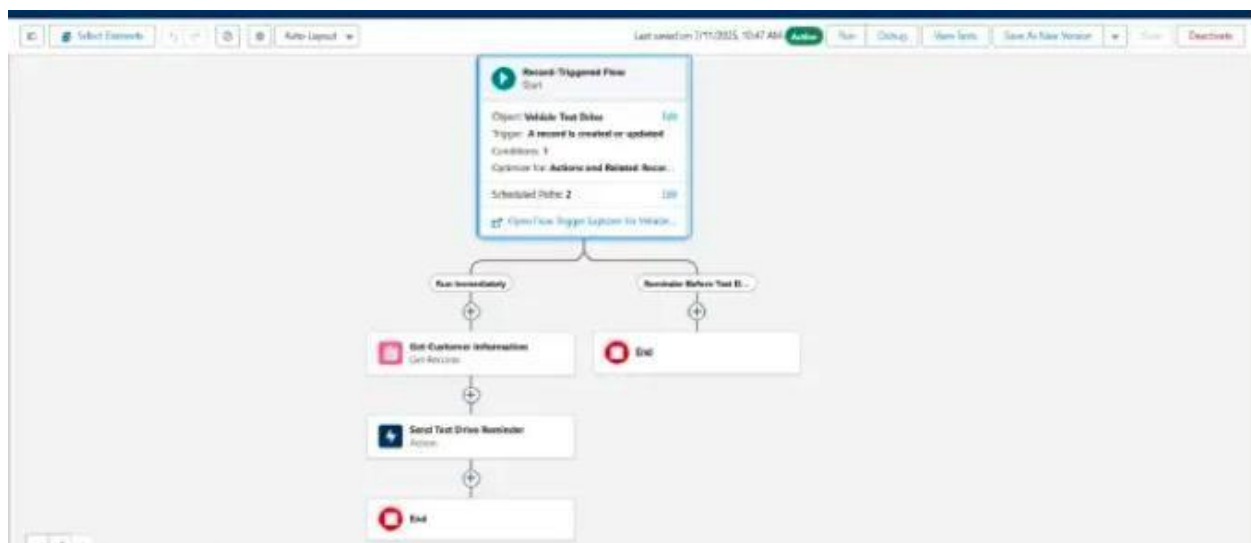 Select Elements
Auto-Layout
Last saved on 7/11/2025, 10:47 AM
Active
Run
Debug
View Tests
Save As New Version
Save
Deactivate
Record-Triggered Flow
Start
Object: Vehicle Test Drive
Edit
Trigger: A record is created or updated
Conditions: 1
Optimize for: Actions and Related Recor...
Scheduled Paths: 2
Edit
Open Flow Trigger Explorer for Vehicle...
Run Immediately
Reminder Before Test D...
Get Customer Information
Get Records
End
Send Test Drive Reminder
Action
End